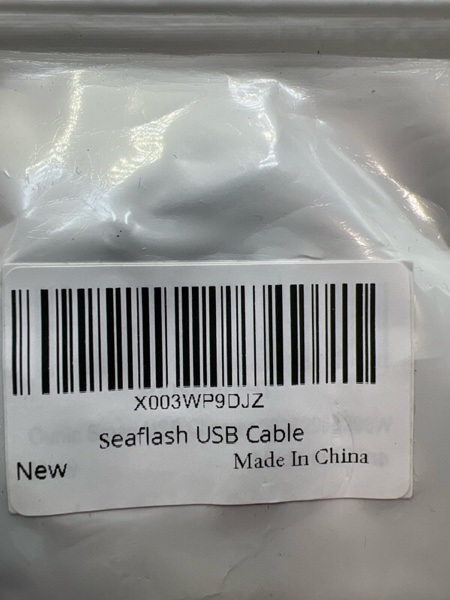 X003WP9DJZ
seaflash USB Cable
New
Made In China